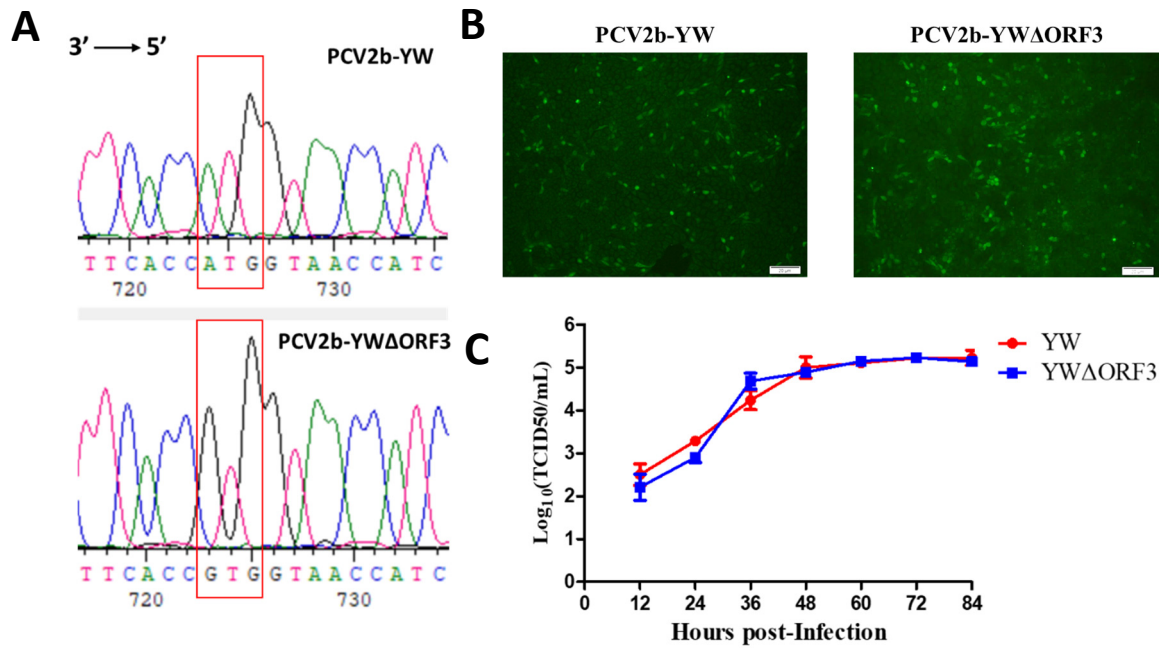 A
3’ ⟶ 5’
PCV2b-YW
T T C A C C A T G G T A A C C A T C
720 730
PCV2b-YWΔORF3
T T C A C C G T G G T A A C C A T C
720 730
B
PCV2b-YW PCV2b-YWΔORF3
C
Log10(TCID50/mL)
6
5
4
3
2
1
0
0 12 24 36 48 60 72 84
Hours post-Infection
YW
YWΔORF3